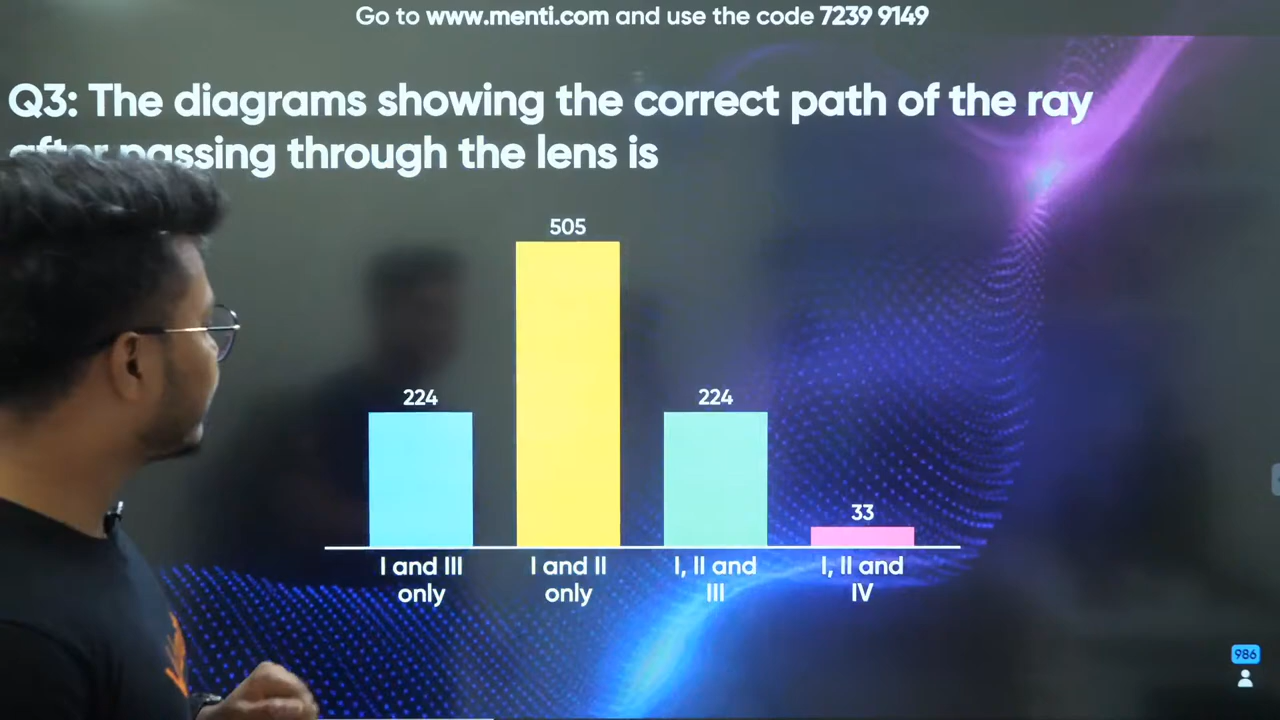 Go to www.menti.com and use the code 7239 9149
Q3: The diagrams showing the correct path of the ray
after passing through the lens is
505
224
224
33
I and III
only
I and II
only
I, II and
III
I, II and
IV
986